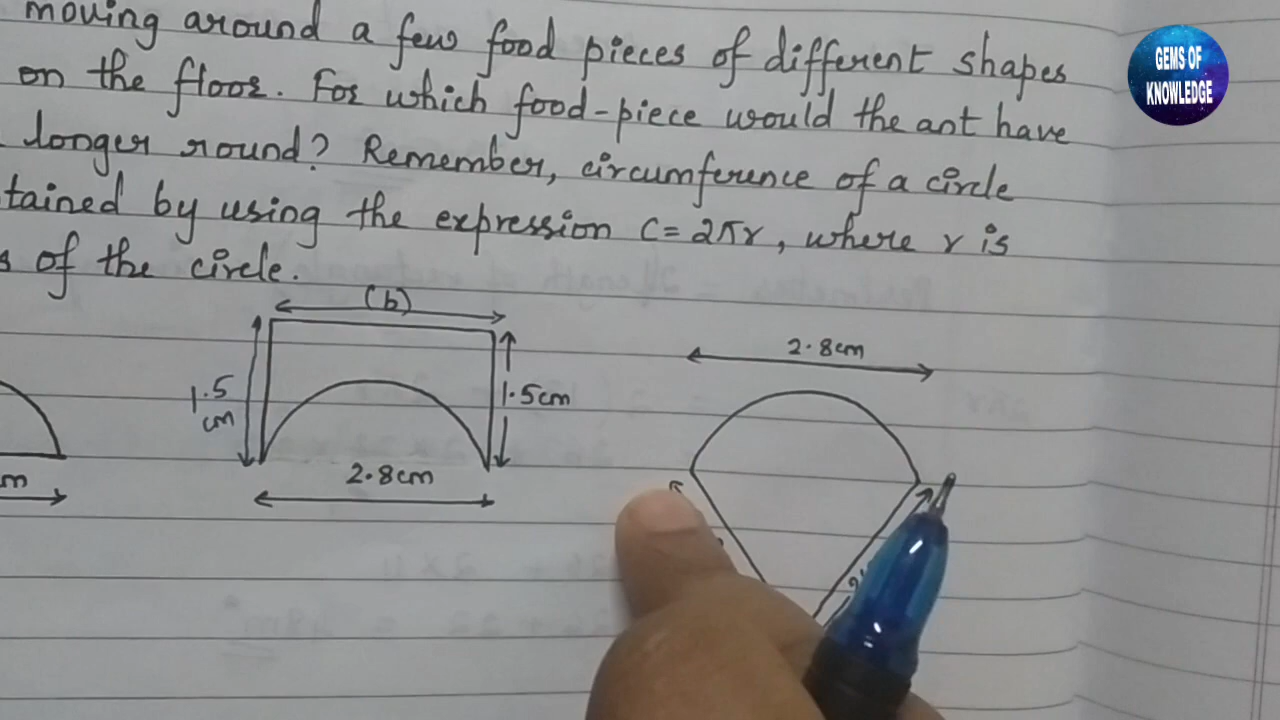 moving around a few food pieces of different shapes
on the floor. For which food-piece would the ant have
longer round? Remember, circumference of a circle
tained by using the expression C = 2πr, where r is
s of the circle.
(b)
1.5
cm
1.5cm
2.8cm
m
2.8cm
GEMS OF
KNOWLEDGE